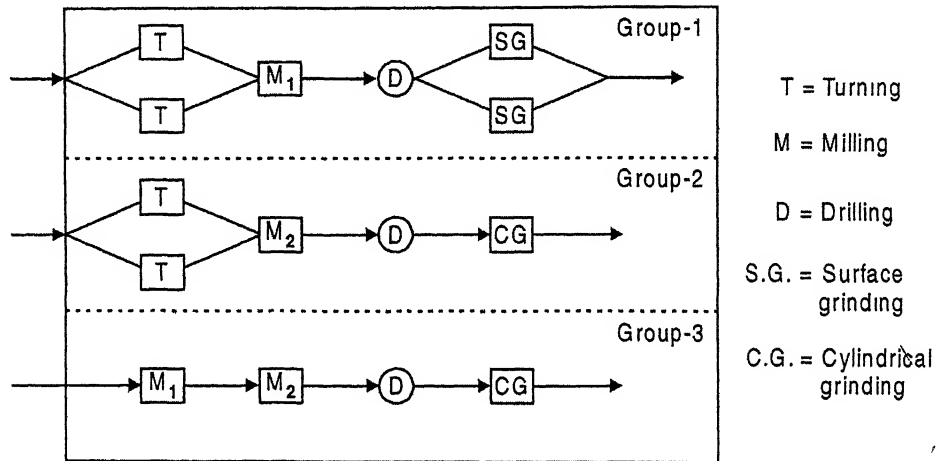 Group-1
T
SG
M₁
D
T
SG
Group-2
T
M₂
D
CG
T
Group-3
M₁
M₂
D
CG
T = Turning
M = Milling
D = Drilling
S.G. = Surface
grinding
C.G. = Cylindrical
grinding